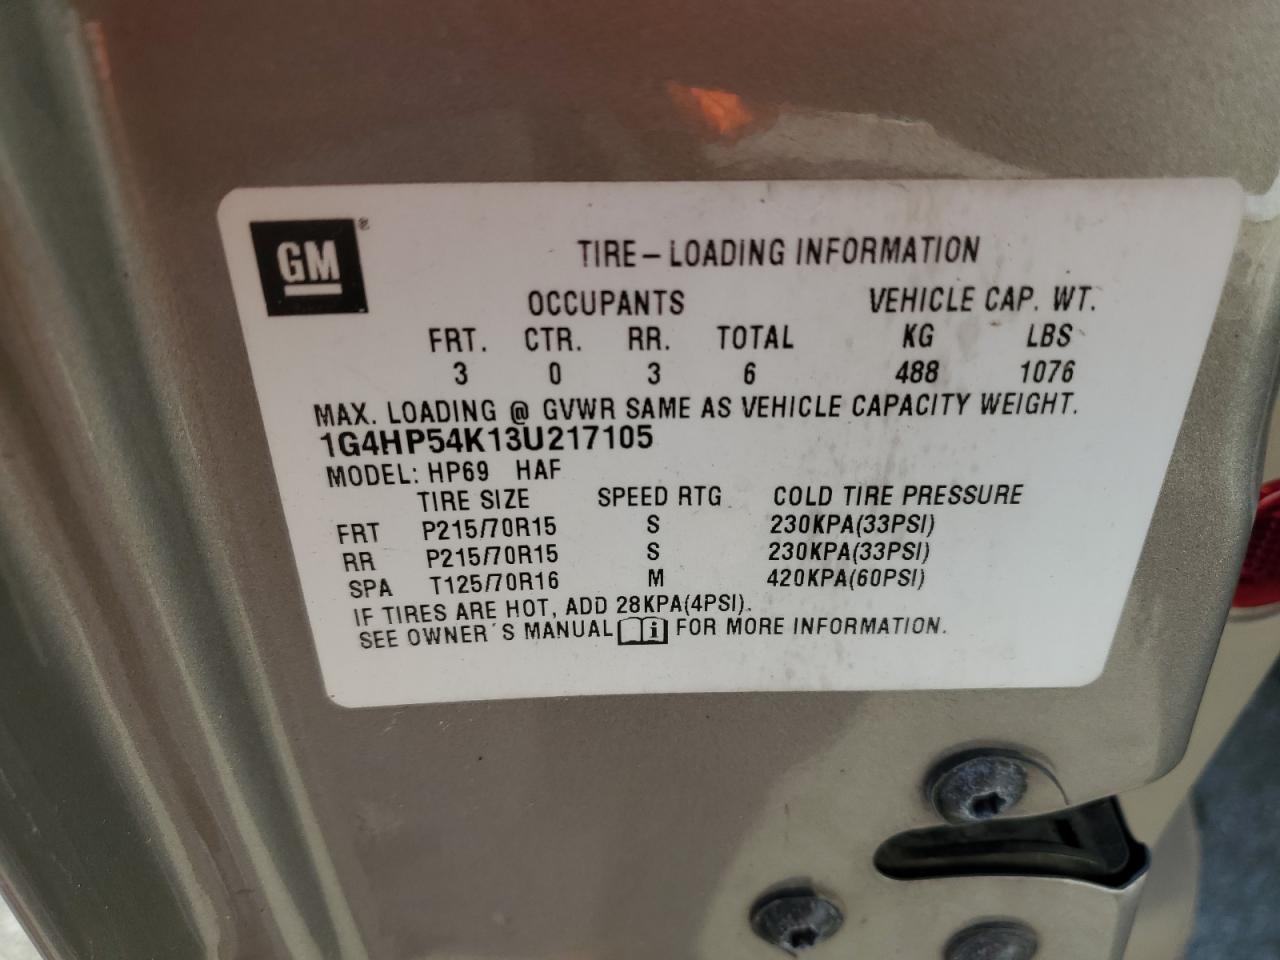 GM®
TIRE-LOADING INFORMATION
OCCUPANTS VEHICLE CAP. WT.
FRT. CTR. RR. TOTAL KG LBS
3 0 3 6 488 1076
MAX. LOADING @ GVWR SAME AS VEHICLE CAPACITY WEIGHT.
1G4HP54K13U217105
MODEL: HP69 HAF
TIRE SIZE SPEED RTG COLD TIRE PRESSURE
FRT P215/70R15 S 230KPA(33PSI)
RR P215/70R15 S 230KPA(33PSI)
SPA T125/70R16 M 420KPA(60PSI)
IF TIRES ARE HOT, ADD 28KPA(4PSI).
SEE OWNER'S MANUAL i FOR MORE INFORMATION.